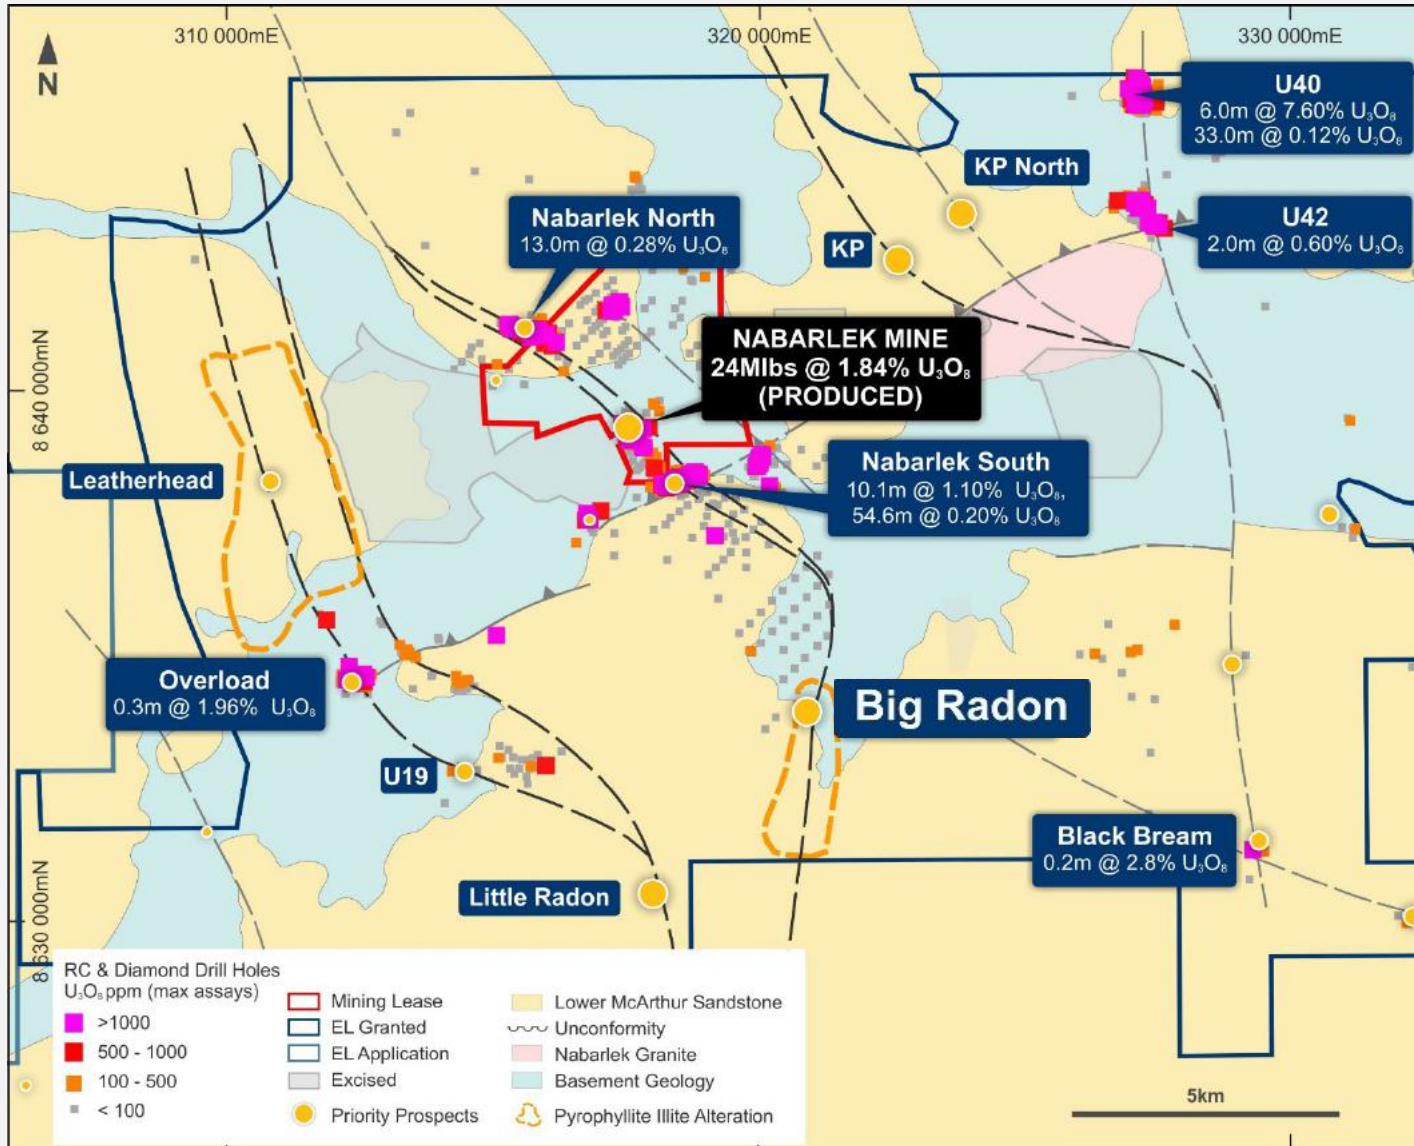 310 000mE
320 000mE
330 000mE
N
U40
6.0m @ 7.60% U₃O₈
33.0m @ 0.12% U₃O₈
KP North
Nabarlek North
13.0m @ 0.28% U₃O₈
U42
2.0m @ 0.60% U₃O₈
KP
NABARLEK MINE
24Mlbs @ 1.84% U₃O₈
(PRODUCED)
8 640 000mN
Leatherhead
Nabarlek South
10.1m @ 1.10% U₃O₈,
54.6m @ 0.20% U₃O₈
Overload
0.3m @ 1.96% U₃O₈
Big Radon
U19
Black Bream
0.2m @ 2.8% U₃O₈
Little Radon
8 630 000mN
RC & Diamond Drill Holes
U₃O₈ ppm (max assays)
>1000
500 - 1000
100 - 500
< 100
Mining Lease
EL Granted
EL Application
Excised
Priority Prospects
Lower McArthur Sandstone
Unconformity
Nabarlek Granite
Basement Geology
Pyrophyllite Illite Alteration
5km